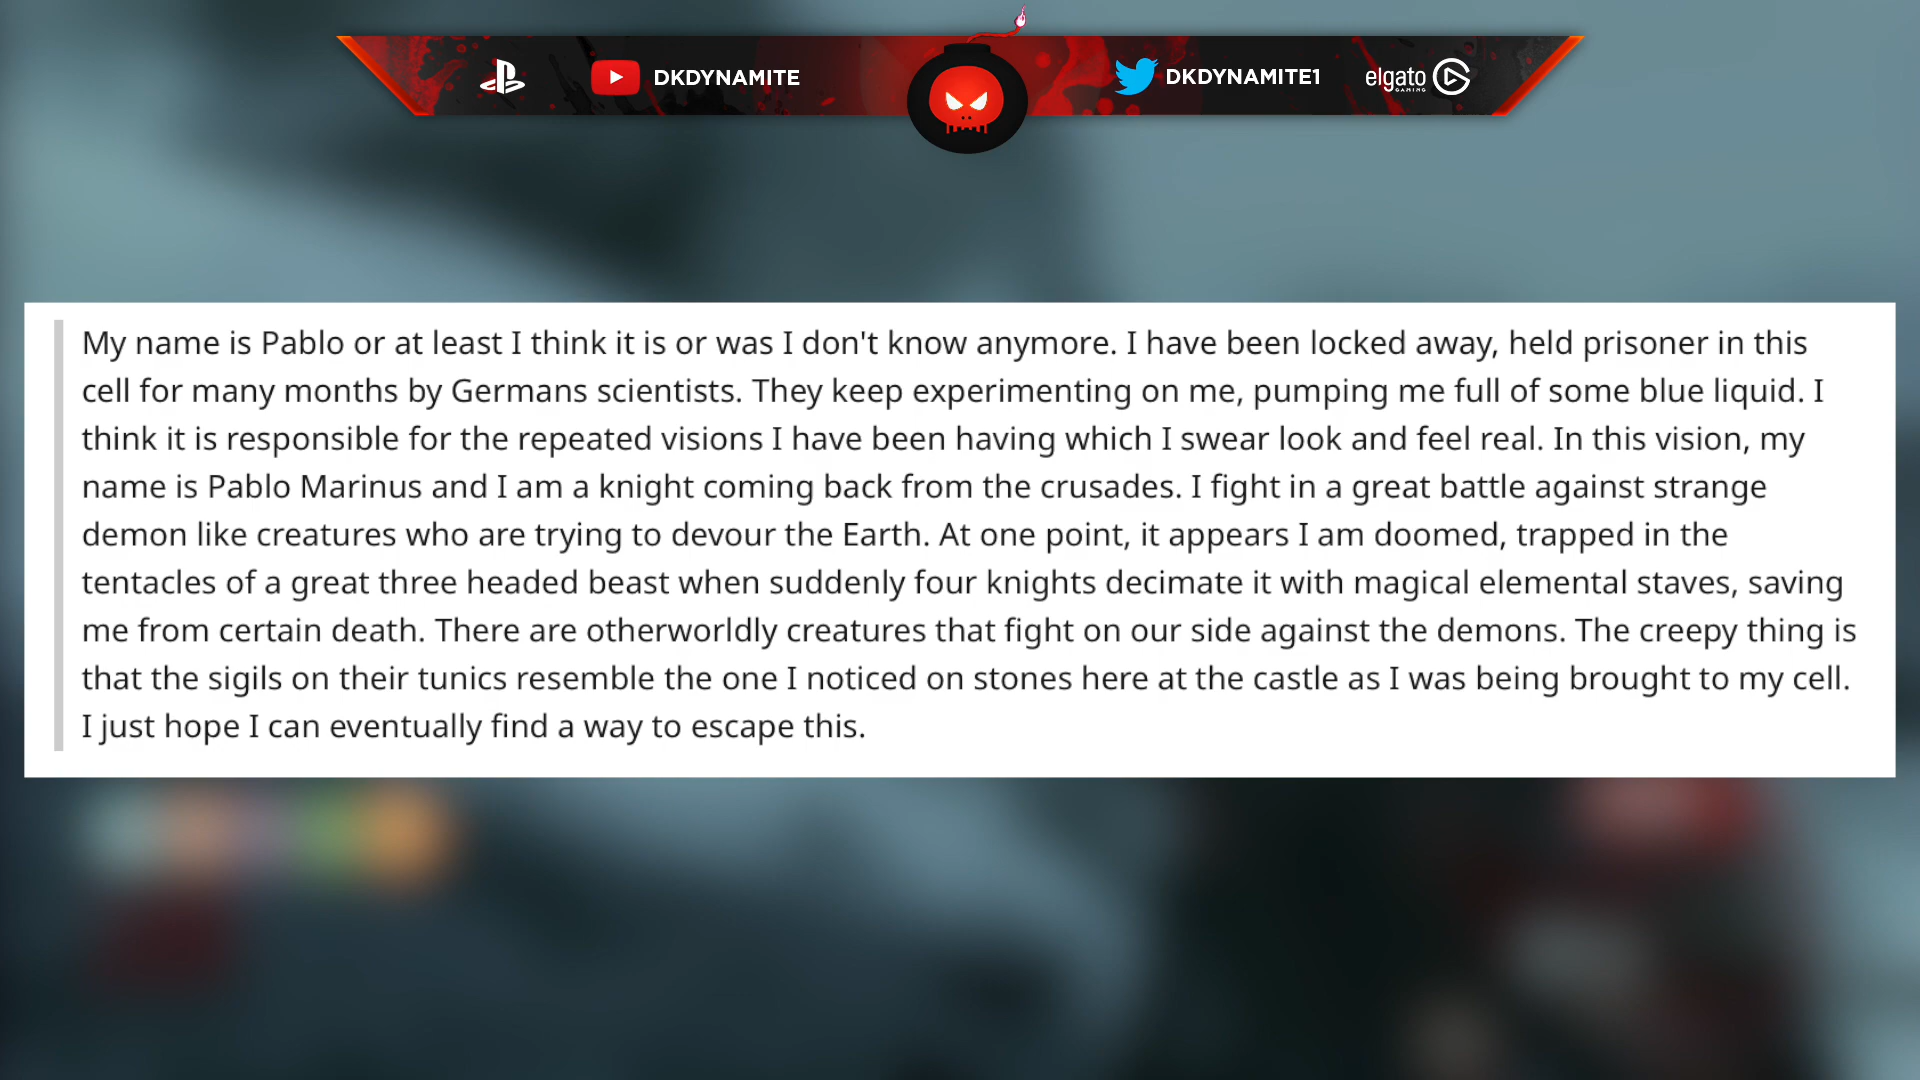 DKDYNAMITE
DKDYNAMITE1
elgato
GAMING
My name is Pablo or at least I think it is or was I don't know anymore. I have been locked away, held prisoner in this
cell for many months by Germans scientists. They keep experimenting on me, pumping me full of some blue liquid. I
think it is responsible for the repeated visions I have been having which I swear look and feel real. In this vision, my
name is Pablo Marinus and I am a knight coming back from the crusades. I fight in a great battle against strange
demon like creatures who are trying to devour the Earth. At one point, it appears I am doomed, trapped in the
tentacles of a great three headed beast when suddenly four knights decimate it with magical elemental staves, saving
me from certain death. There are otherworldly creatures that fight on our side against the demons. The creepy thing is
that the sigils on their tunics resemble the one I noticed on stones here at the castle as I was being brought to my cell.
I just hope I can eventually find a way to escape this.